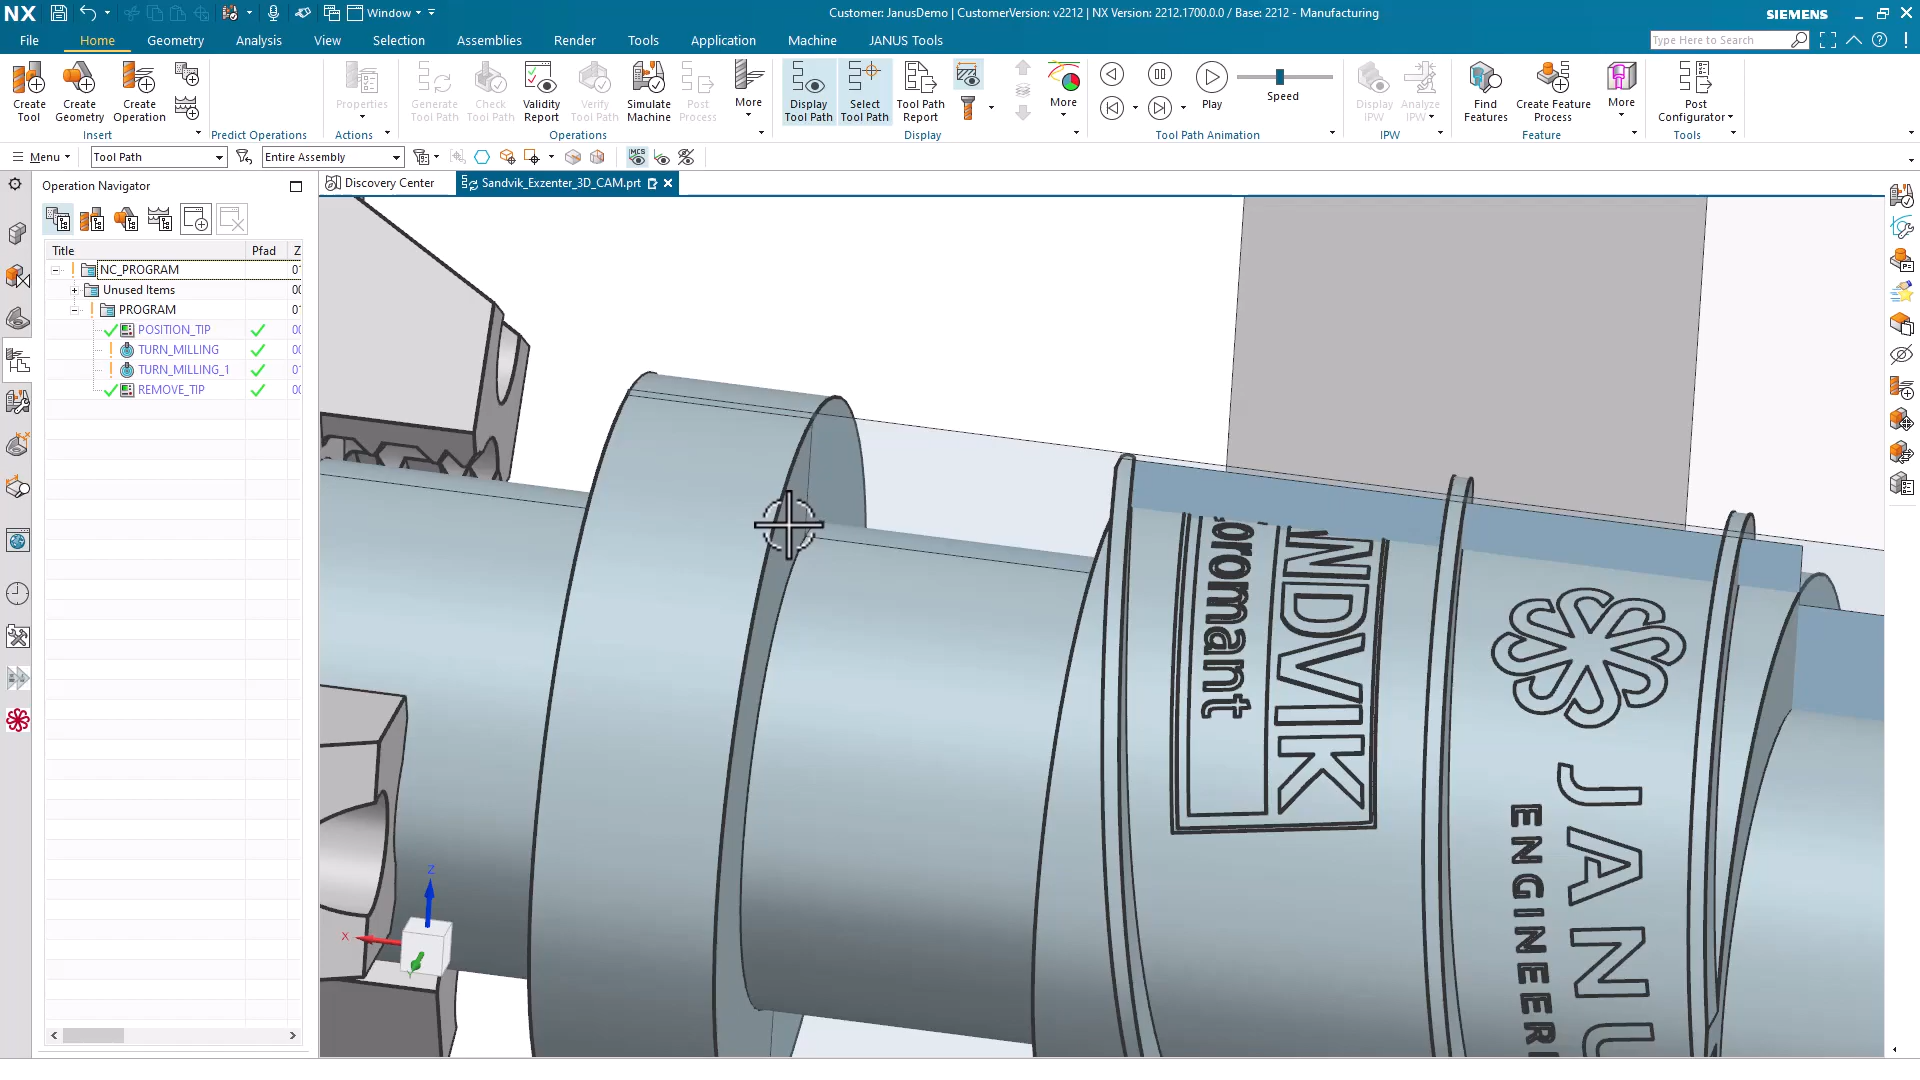 NX
Window
Customer: JanusDemo | CustomerVersion: v2212 | NX Version: 2212.1700.0.0 / Base: 2212 - Manufacturing
SIEMENS
File Home Geometry Analysis View Selection Assemblies Render Tools Application Machine JANUS Tools
Type Here to Search
Create Tool
Create Geometry
Create Operation
Properties
Generate Tool Path
Check Tool Path
Validity Report
Verify Tool Path
Simulate Machine
Post Process
More
Display Tool Path
Select Tool Path
Tool Path Report
More
Play
Speed
Display IPW
Analyze IPW
Find Features
Create Feature Process
More
Post Configurator
Insert Predict Operations Actions Operations Display Tool Path Animation IPW Feature Tools
Menu
Tool Path
Entire Assembly
MCS
Operation Navigator
Discovery Center
Sandvik_Exzenter_3D_CAM.prt
Title Pfad Z
NC_PROGRAM
Unused Items 00
PROGRAM
POSITION_TIP 00
TURN_MILLING 00
TURN_MILLING_1
REMOVE_TIP 00
NDVIK
oromant
JANU
ENGINEER
Z
X